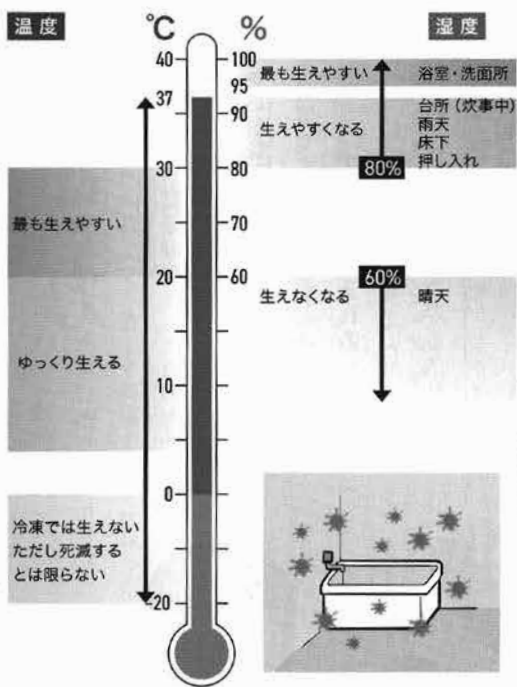 温度
℃
%
湿度
40
37
30
20
20
10
0
-20
100
95
90
80
70
60
最も生えやすい
ゆっくり生える
冷凍では生えない
ただし死滅する
とは限らない
最も生えやすい
浴室・洗面所
生えやすくなる
台所（炊事中）
雨天
床下
押し入れ
80%
60%
生えなくなる
晴天